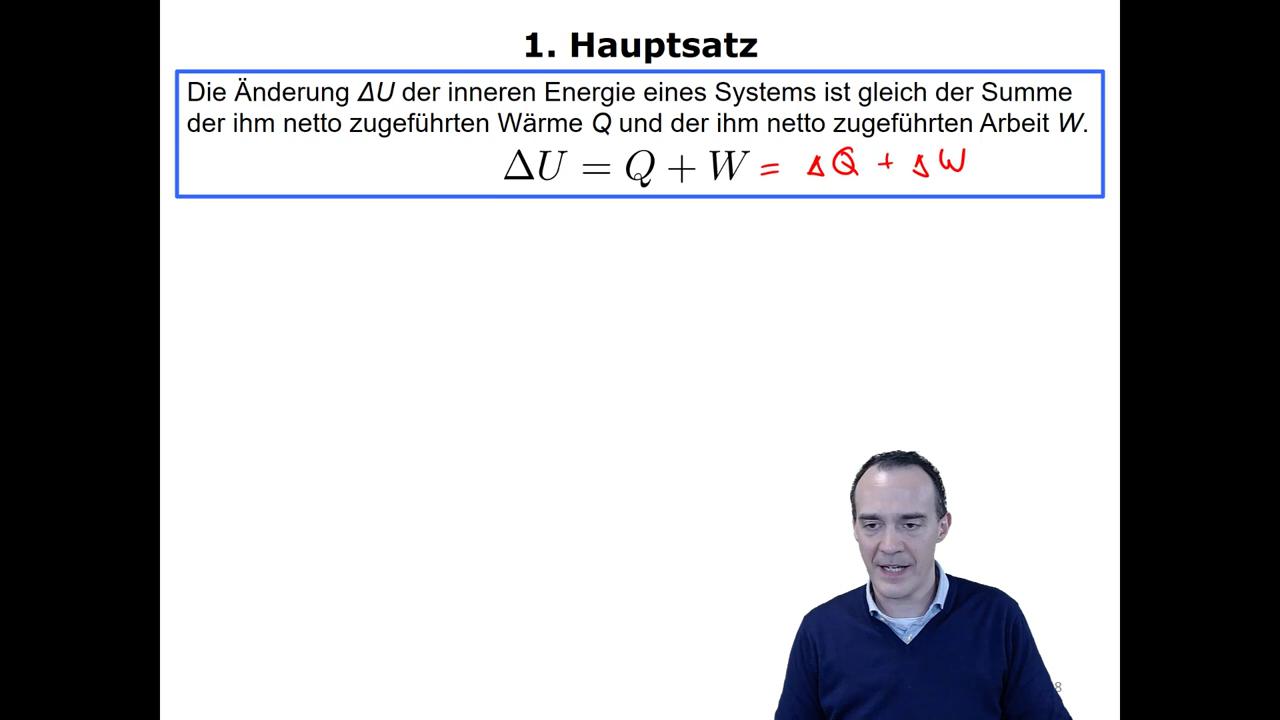 1. Hauptsatz
Die Änderung ΔU der inneren Energie eines Systems ist gleich der Summe
der ihm netto zugeführten Wärme Q und der ihm netto zugeführten Arbeit W.
ΔU = Q + W = ΔQ + ΔW
8